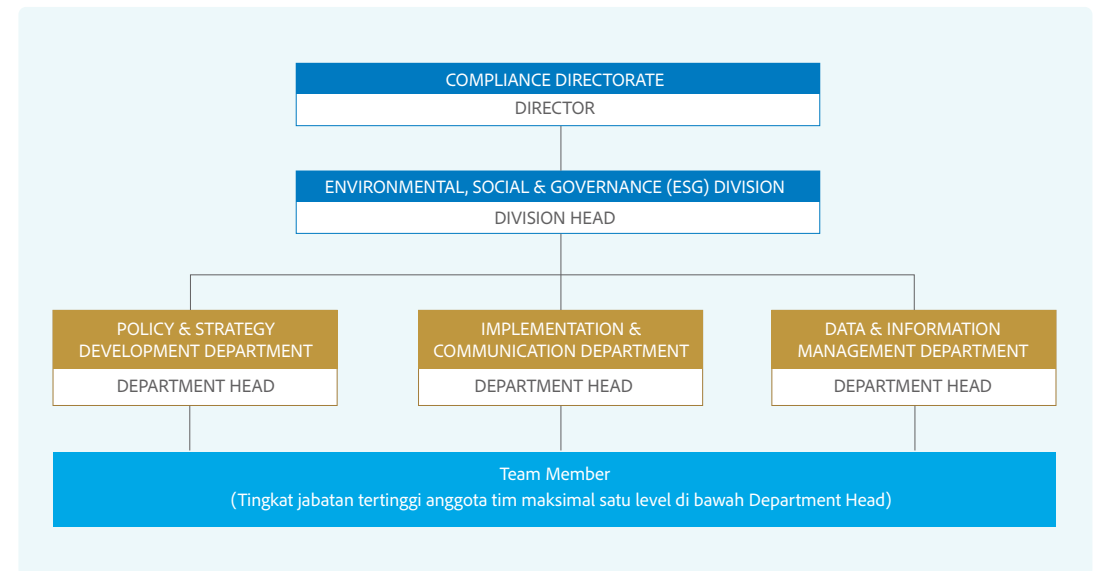 COMPLIANCE DIRECTORATE
DIRECTOR
ENVIRONMENTAL, SOCIAL & GOVERNANCE (ESG) DIVISION
DIVISION HEAD
POLICY & STRATEGY
DEVELOPMENT DEPARTMENT
DEPARTMENT HEAD
IMPLEMENTATION &
COMMUNICATION DEPARTMENT
DEPARTMENT HEAD
DATA & INFORMATION
MANAGEMENT DEPARTMENT
DEPARTMENT HEAD
Team Member
(Tingkat jabatan tertinggi anggota tim maksimal satu level di bawah Department Head)